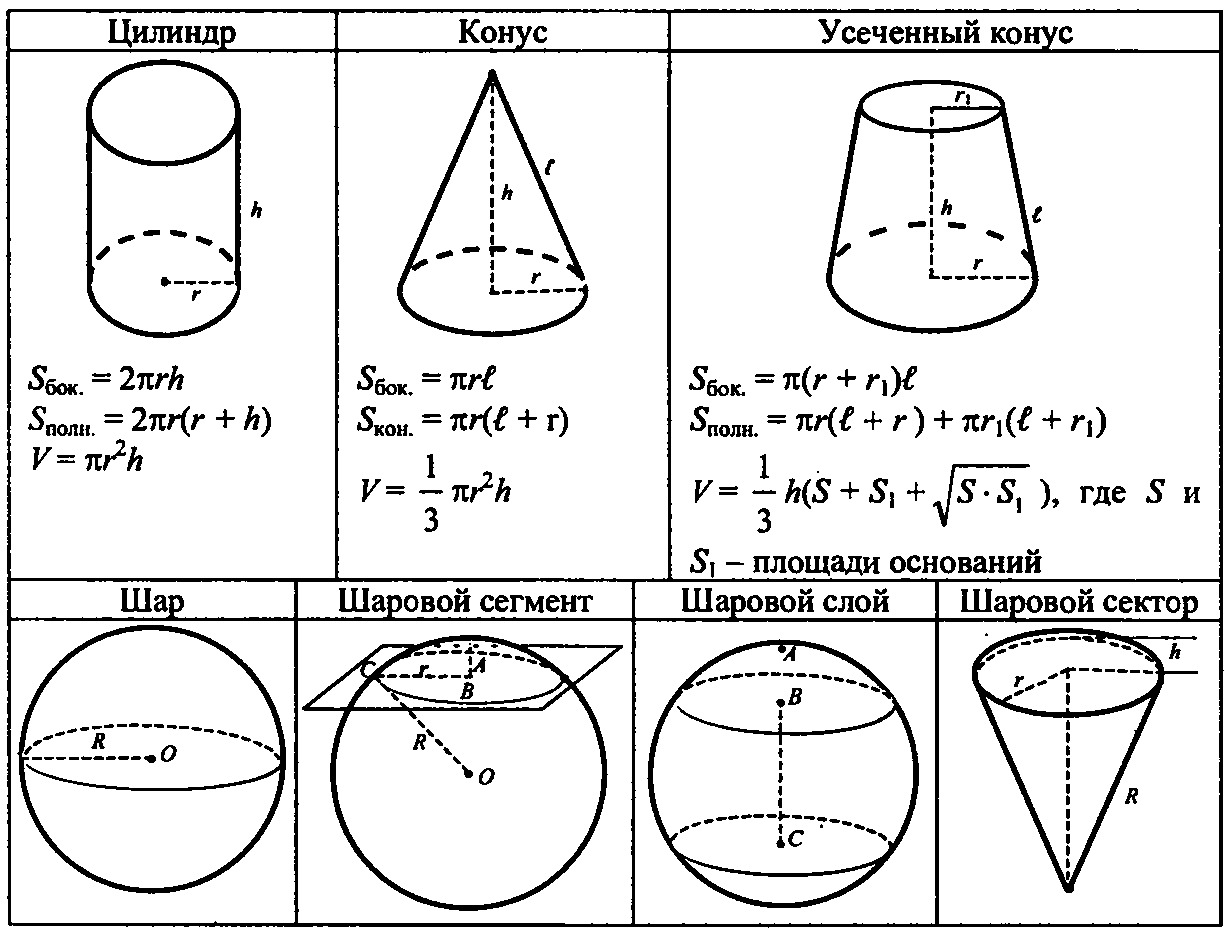 Цилиндр
Конус
Усеченный конус
h
r
ℓ
h
r
r₁
h
ℓ
r
Sбок. = 2πrh
Sполн. = 2πr(r + h)
V = πr²h
Sбок. = πrℓ
Sкон. = πr(ℓ + r)
V = 1/3 πr²h
Sбок. = π(r + r₁)ℓ
Sполн. = πr(ℓ + r ) + πr₁(ℓ + r₁)
V = 1/3 h(S + S₁ + √S · S₁ ), где S и
S₁ – площади оснований
Шар
Шаровой сегмент
Шаровой слой
Шаровой сектор
R
O
C
r
A
B
R
O
A
B
C
h
r
R